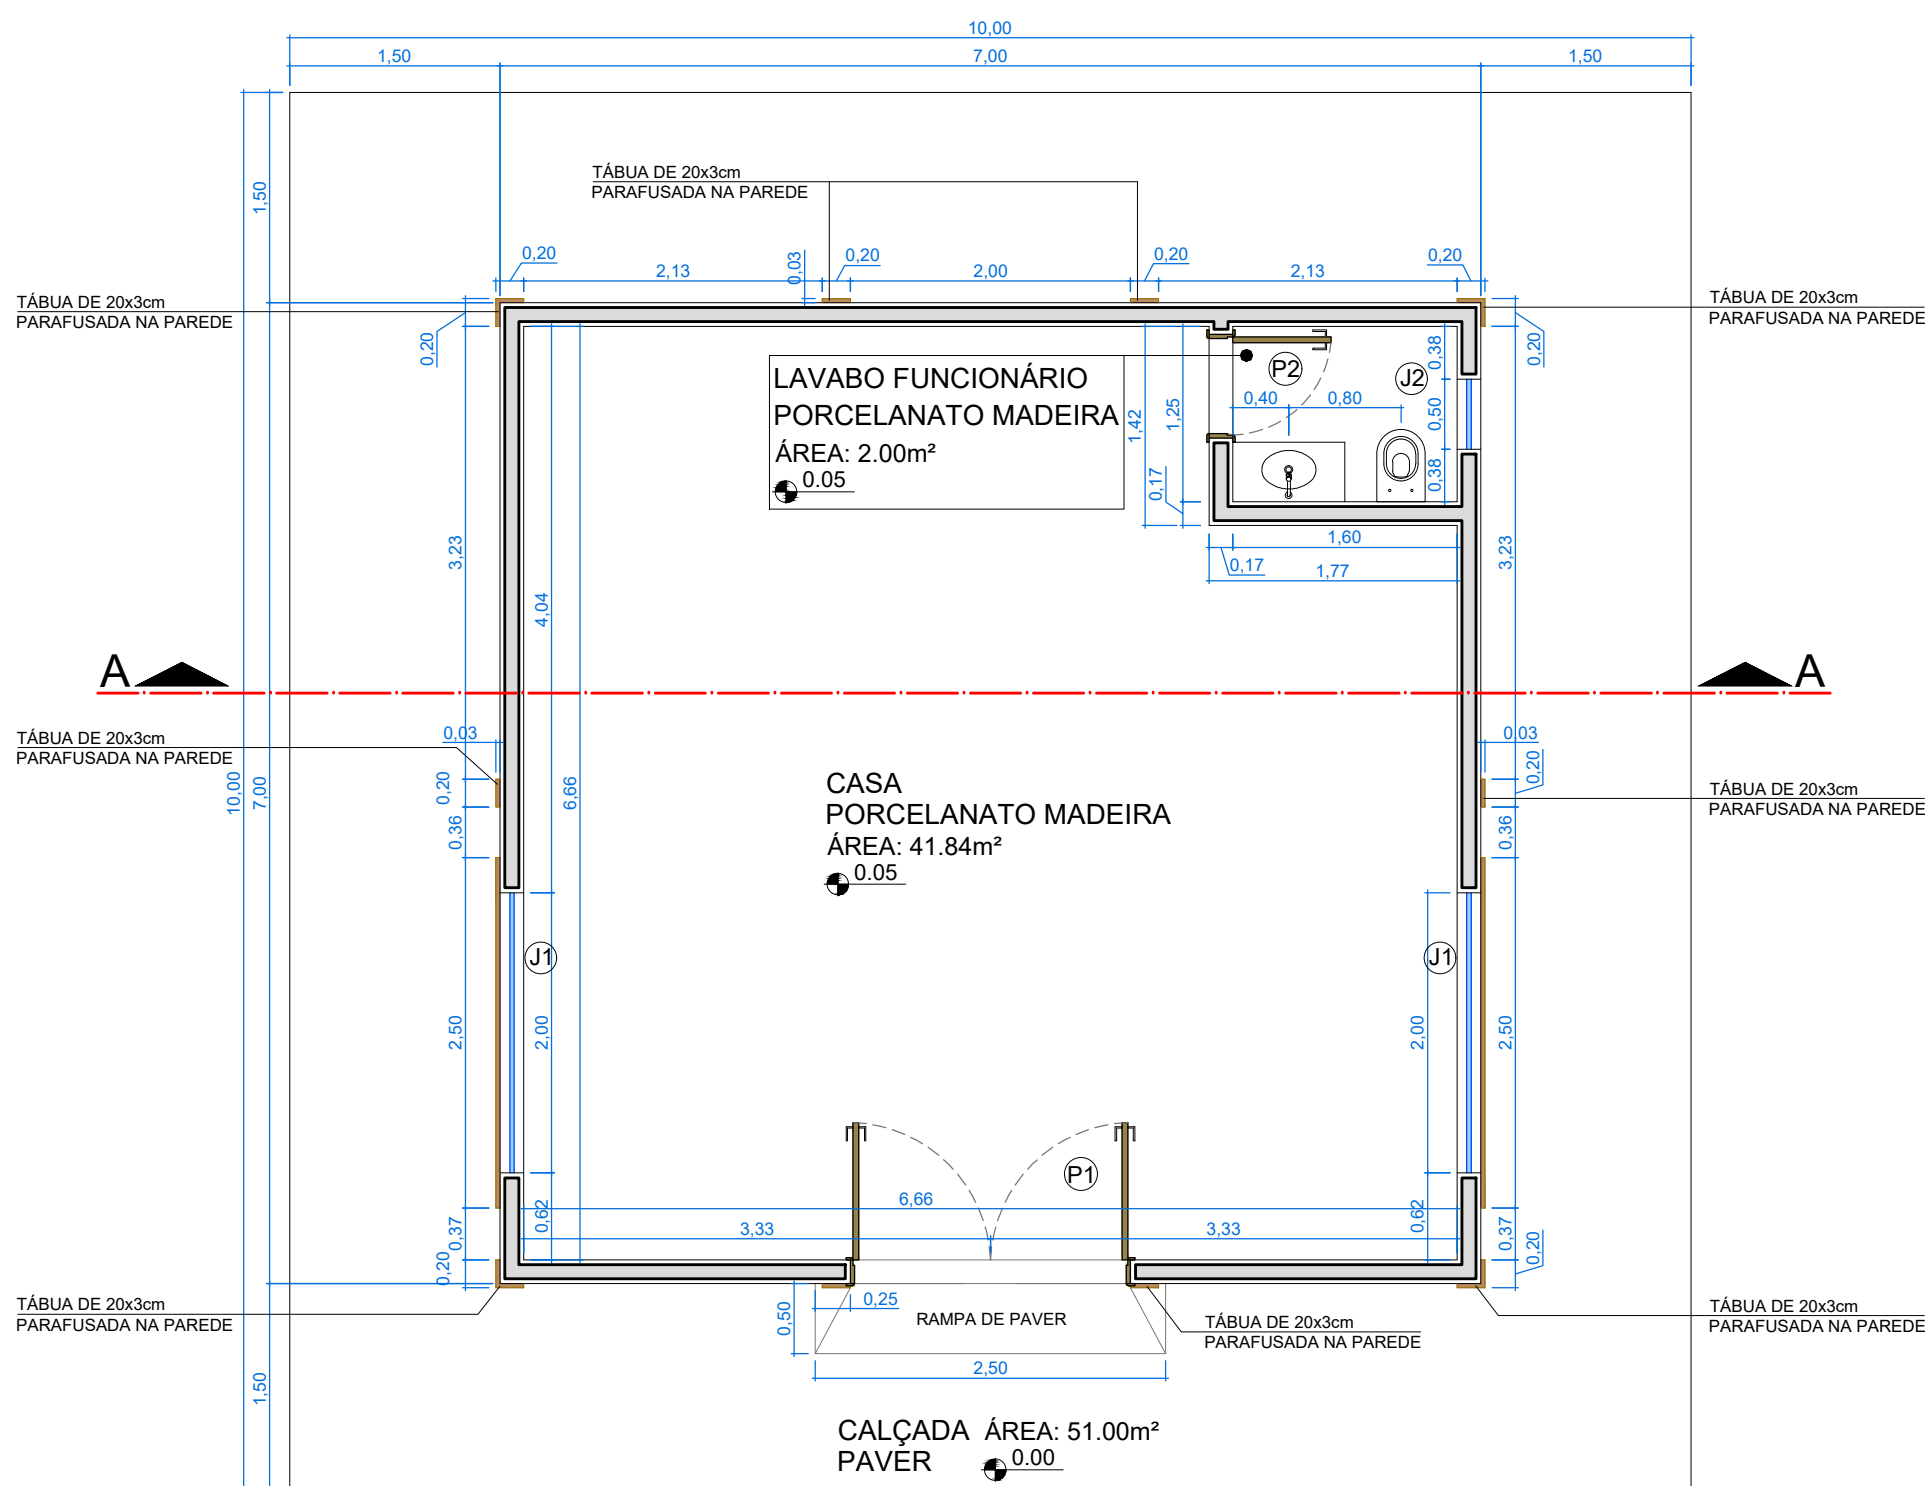 10,00
1,50
7,00
1,50
1,50
TÁBUA DE 20x3cm
PARAFUSADA NA PAREDE
0,20
2,13
0,03
0,20
2,00
0,20
2,13
0,20
TÁBUA DE 20x3cm
PARAFUSADA NA PAREDE
TÁBUA DE 20x3cm
PARAFUSADA NA PAREDE
0,20
0,20
LAVABO FUNCIONÁRIO
PORCELANATO MADEIRA
ÁREA: 2.00m²
0.05
1,42
1,25
0,17
P2
J2
0,40
0,80
0,38
0,50
0,38
1,60
0,17
1,77
3,23
3,23
4,04
A
A
0,03
0,03
TÁBUA DE 20x3cm
PARAFUSADA NA PAREDE
10,00
7,00
0,20
0,36
6,66
CASA
PORCELANATO MADEIRA
ÁREA: 41.84m²
0.05
0,20
0,36
TÁBUA DE 20x3cm
PARAFUSADA NA PAREDE
J1
J1
2,50
2,00
2,00
2,50
P1
6,66
3,33
3,33
0,62
0,62
0,37
0,20
0,37
0,20
TÁBUA DE 20x3cm
PARAFUSADA NA PAREDE
0,50
0,25
RAMPA DE PAVER
2,50
TÁBUA DE 20x3cm
PARAFUSADA NA PAREDE
TÁBUA DE 20x3cm
PARAFUSADA NA PAREDE
1,50
CALÇADA ÁREA: 51.00m²
PAVER 0.00